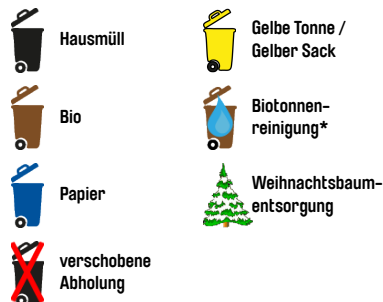 Hausmüll
Gelbe Tonne /
Gelber Sack
Bio
Biotonnen-
reinigung*
Papier
Weihnachtsbaum-
entsorgung
verschobene
Abholung